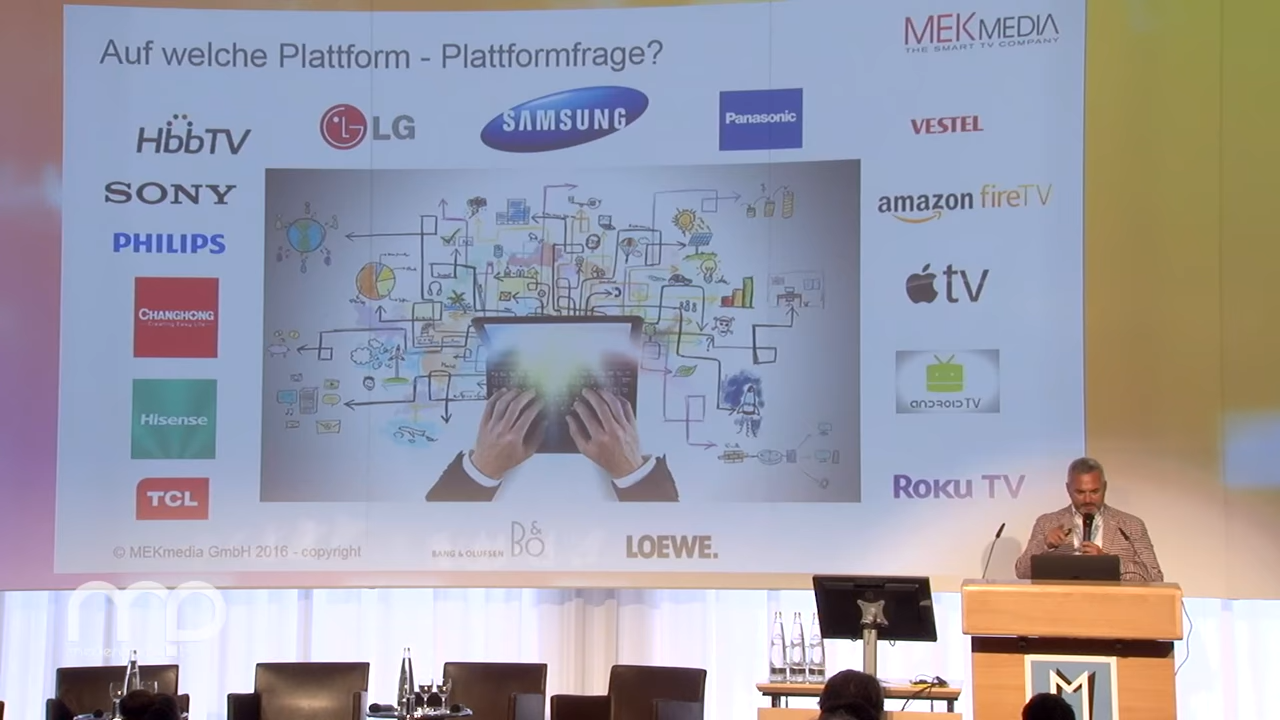 Auf welche Plattform - Plattformfrage?
MEKMEDIA
THE SMART TV COMPANY
HbbTV
LG
SAMSUNG
Panasonic
VESTEL
SONY
amazon fireTV
PHILIPS
tv
CHANGHONG
ANDROIDTV
Hisense
TCL
ROKU TV
BANG & OLUFSEN
B&O
LOEWE.
© MEKmedia GmbH 2016 - copyright
M